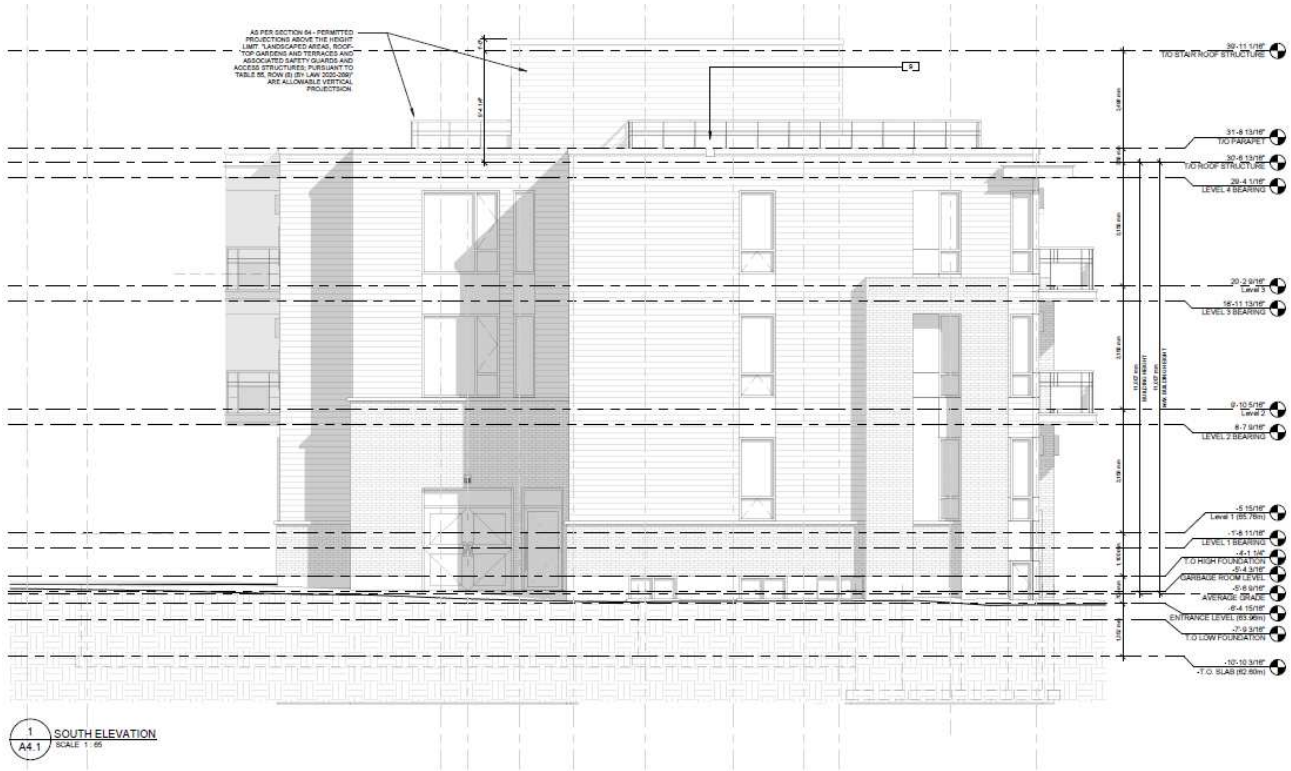 AS PER SECTION 64 - PERMITTED
PROJECTIONS ABOVE THE HEIGHT
LIMIT. "LANDSCAPED AREAS, ROOF-
TOP GARDENS AND TERRACES AND
ASSOCIATED SAFETY GUARDS AND
ACCESS STRUCTURES; PURSUANT TO
TABLE 55, ROW (8) (BY-LAW 2020-289)"
ARE ALLOWABLE VERTICAL
PROJECTSION
T/O STAIR ROOF STRUCTURE
31'-8 13/16"
T/O PARAPET
30'-6 13/16"
T/O ROOF STRUCTURE
29'-4 1/16"
LEVEL 4 BEARING
20'-2 9/16"
Level 3
16'-11 13/16"
LEVEL 3 BEARING
BUILDING HEIGHT
MAX BUILDING HEIGHT
9'-10 5/16"
Level 2
6'-7 9/16"
LEVEL 2 BEARING
-5 15/16"
Level 1 (65.76m)
-1'-8 11/16"
LEVEL 1 BEARING
-4'-1 1/4"
T.O HIGH FOUNDATION
-5'-4 3/16"
GARBAGE ROOM LEVEL
-5'-6 9/16"
AVERAGE GRADE
-6'-4 15/16"
ENTRANCE LEVEL (63.96m)
-7'-9 3/16"
T.O LOW FOUNDATION
-10'-10 3/16"
-T.O. SLAB (62.60m)
1
A4.1
SOUTH ELEVATION
SCALE 1 : 65